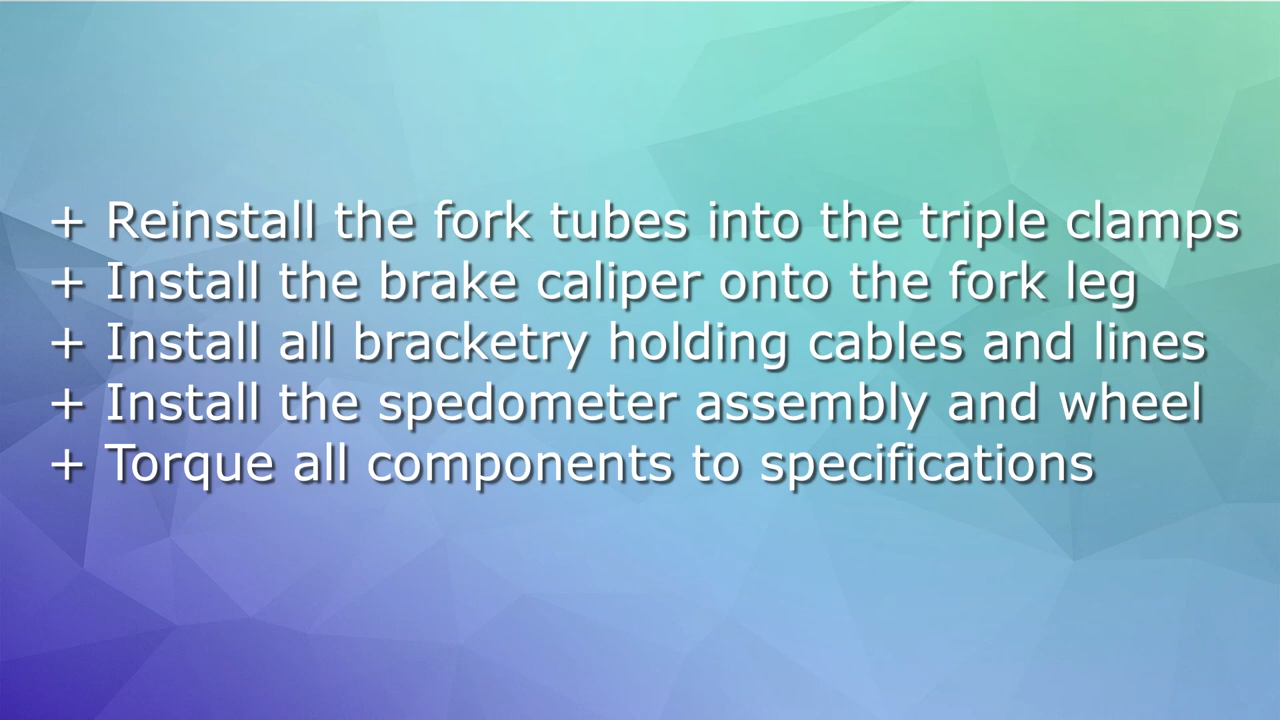 + Reinstall the fork tubes into the triple clamps
+ Install the brake caliper onto the fork leg
+ Install all bracketry holding cables and lines
+ Install the spedometer assembly and wheel
+ Torque all components to specifications